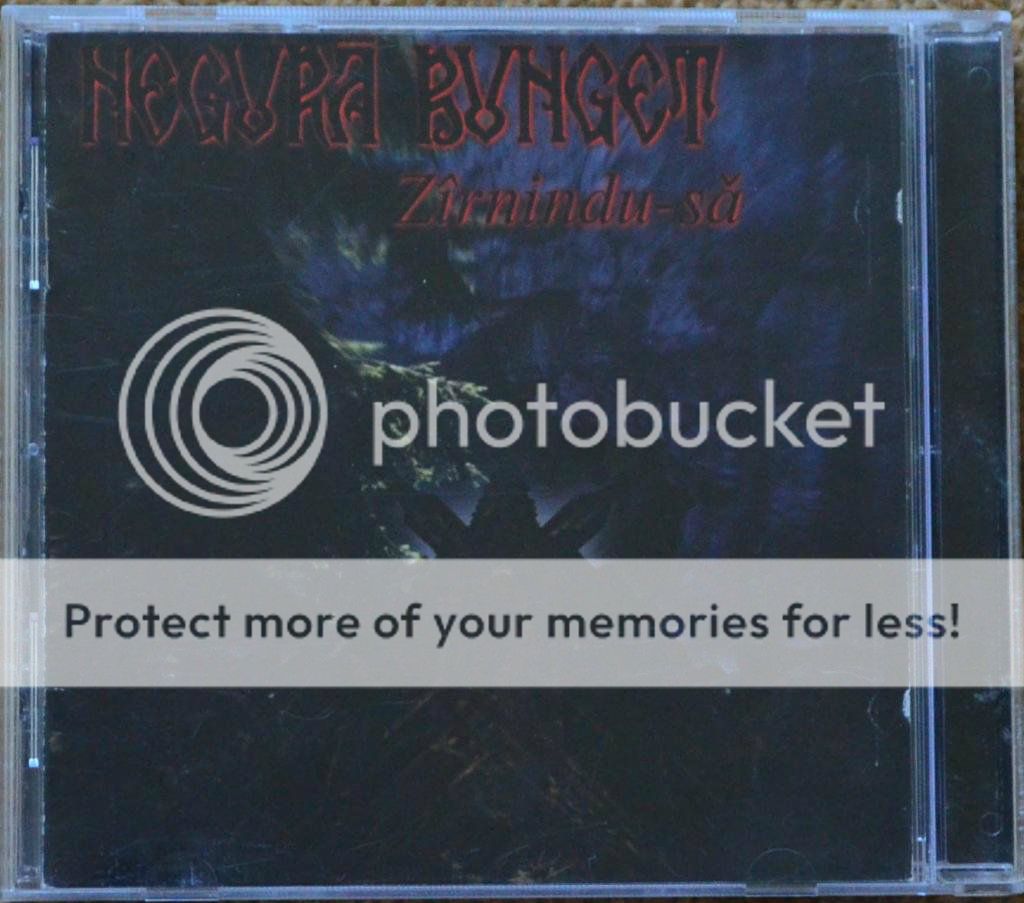 NEGURĂ BUNGET
Zîrnindu-să
photobucket
Protect more of your memories for less!